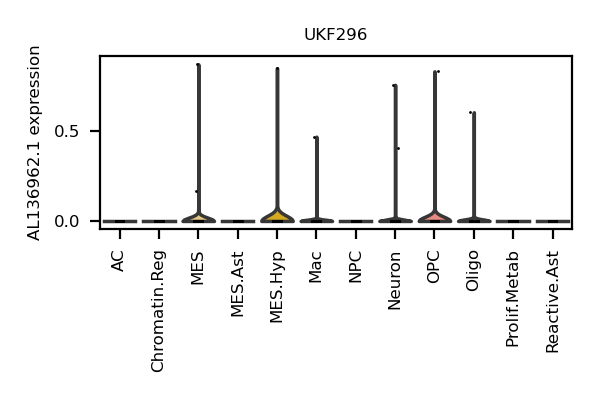 UKF296
AL136962.1 expression
0.5
0.0
AC
Chromatin.Reg
MES
MES.Ast
MES.Hyp
Mac
NPC
Neuron
OPC
Oligo
Prolif.Metab
Reactive.Ast